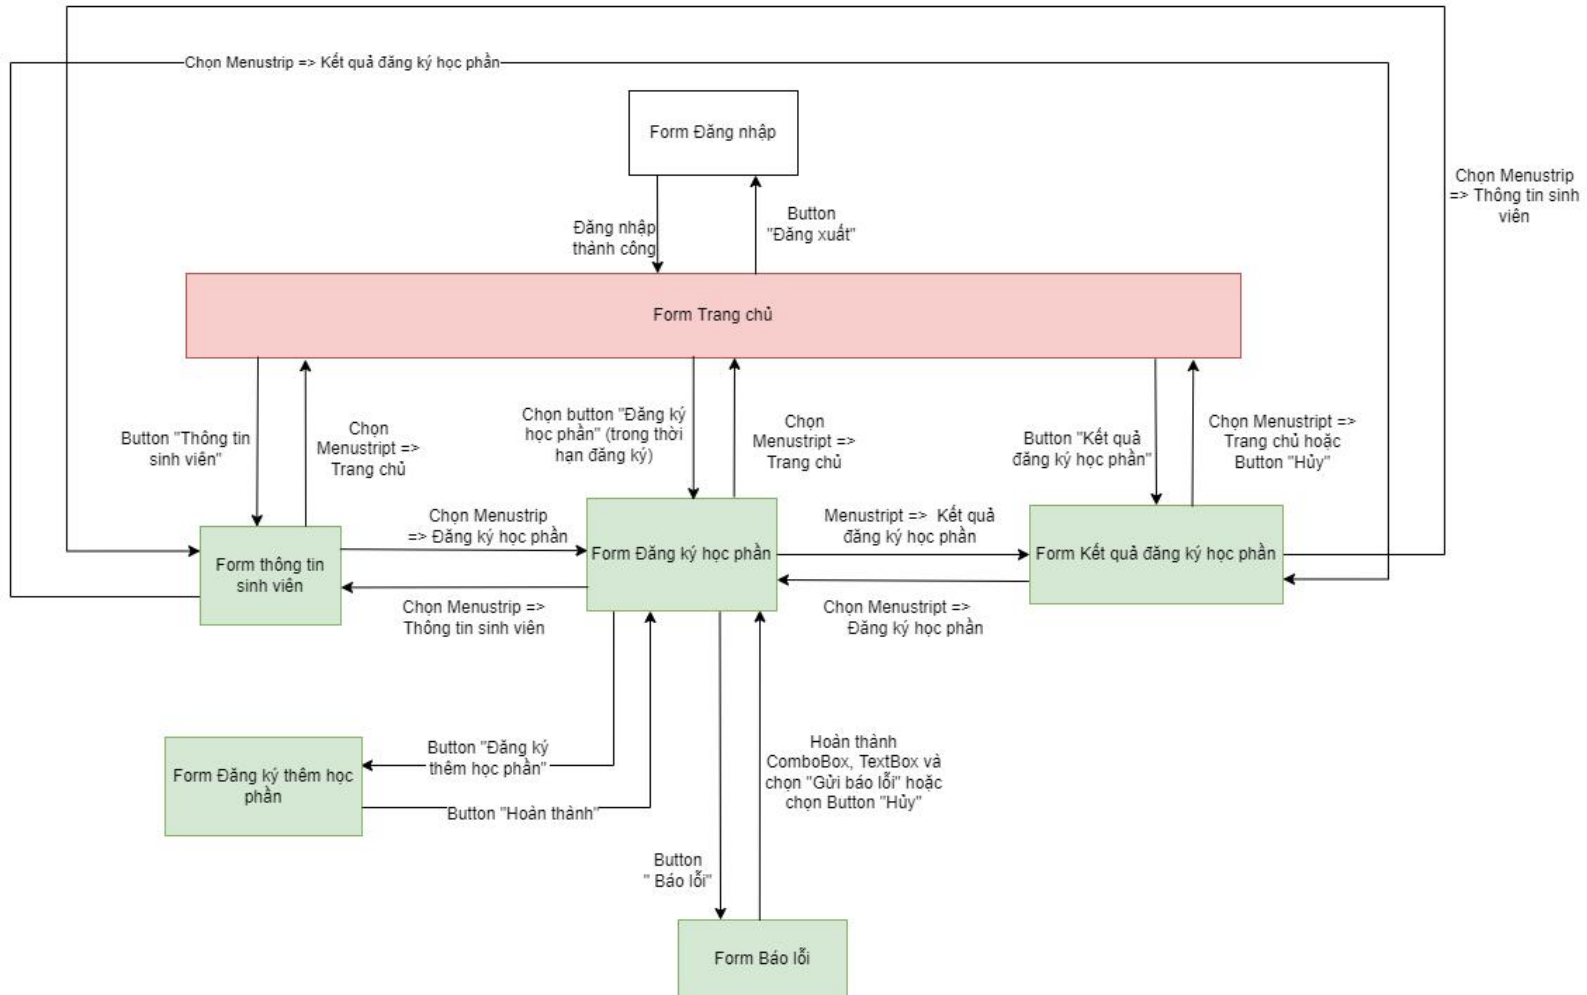 Chọn Menustrip => Kết quả đăng ký học phần
Form Đăng nhập
Chọn Menustrip
=> Thông tin sinh
viên
Đăng nhập
thành công
Button
"Đăng xuất"
Form Trang chủ
Button "Thông tin
sinh viên"
Chọn
Menustript =>
Trang chủ
Chọn button "Đăng ký
học phần" (trong thời
hạn đăng ký)
Chọn
Menustript =>
Trang chủ
Button "Kết quả
đăng ký học phần"
Chọn Menustript =>
Trang chủ hoặc
Button "Hủy"
Form thông tin
sinh viên
Chọn Menustrip
=> Đăng ký học phần
Form Đăng ký học phần
Menustript => Kết quả
đăng ký học phần
Form Kết quả đăng ký học phần
Chọn Menustrip =>
Thông tin sinh viên
Chọn Menustript =>
Đăng ký học phần
Form Đăng ký thêm học
phần
Button "Đăng ký
thêm học phần"
Button "Hoàn thành"
Hoàn thành
ComboBox, TextBox và
chọn "Gửi báo lỗi" hoặc
chọn Button "Hủy"
Button
" Báo lỗi"
Form Báo lỗi